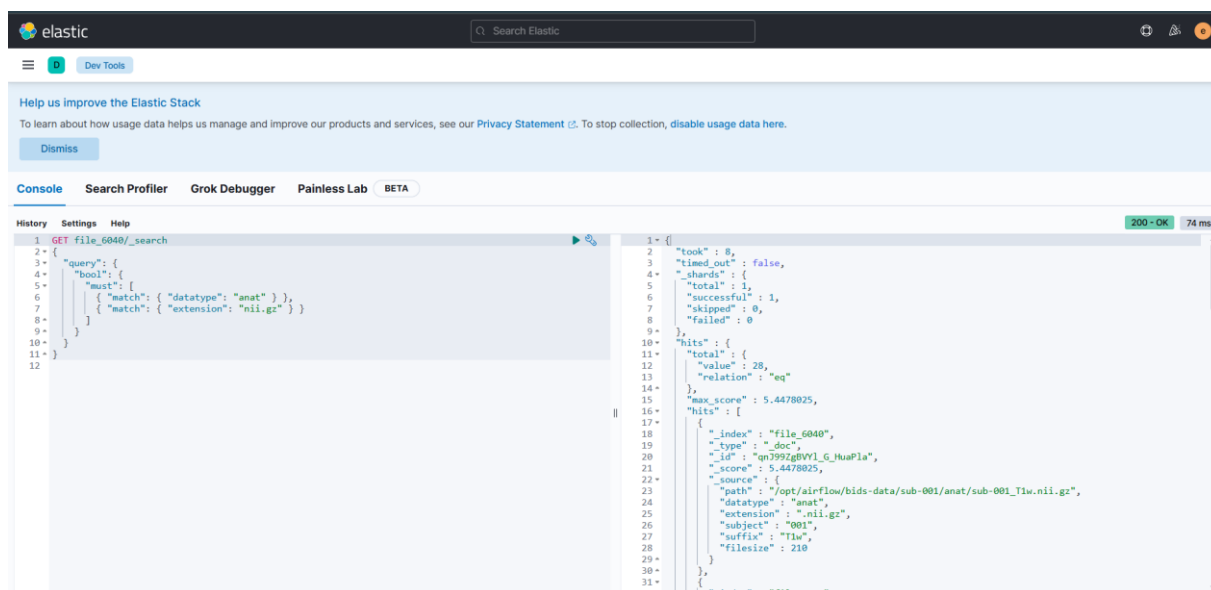 elastic
Search Elastic
e
D Dev Tools
Help us improve the Elastic Stack
To learn about how usage data helps us manage and improve our products and services, see our Privacy Statement. To stop collection, disable usage data here.
Dismiss
Console Search Profiler Grok Debugger Painless Lab BETA
History Settings Help
200 - OK 74 ms
1 GET file_6040/_search
2 {
3 "query": {
4 "bool": {
5 "must": [
6 { "match": { "datatype": "anat" } },
7 { "match": { "extension": "nii.gz" } }
8 ]
9 }
10 }
11 }
12
1 {
2 "took" : 8,
3 "timed_out" : false,
4 "_shards" : {
5 "total" : 1,
6 "successful" : 1,
7 "skipped" : 0,
8 "failed" : 0
9 },
10 "hits" : {
11 "total" : {
12 "value" : 28,
13 "relation" : "eq"
14 },
15 "max_score" : 5.4478025,
16 "hits" : [
17 {
18 "_index" : "file_6040",
19 "_type" : "_doc",
20 "_id" : "qnJ99ZgBVYl_G_HuaPla",
21 "_score" : 5.4478025,
22 "_source" : {
23 "path" : "/opt/airflow/bids-data/sub-001/anat/sub-001_T1w.nii.gz",
24 "datatype" : "anat",
25 "extension" : ".nii.gz",
26 "subject" : "001",
27 "suffix" : "T1w",
28 "filesize" : 210
29 }
30 },
31 {